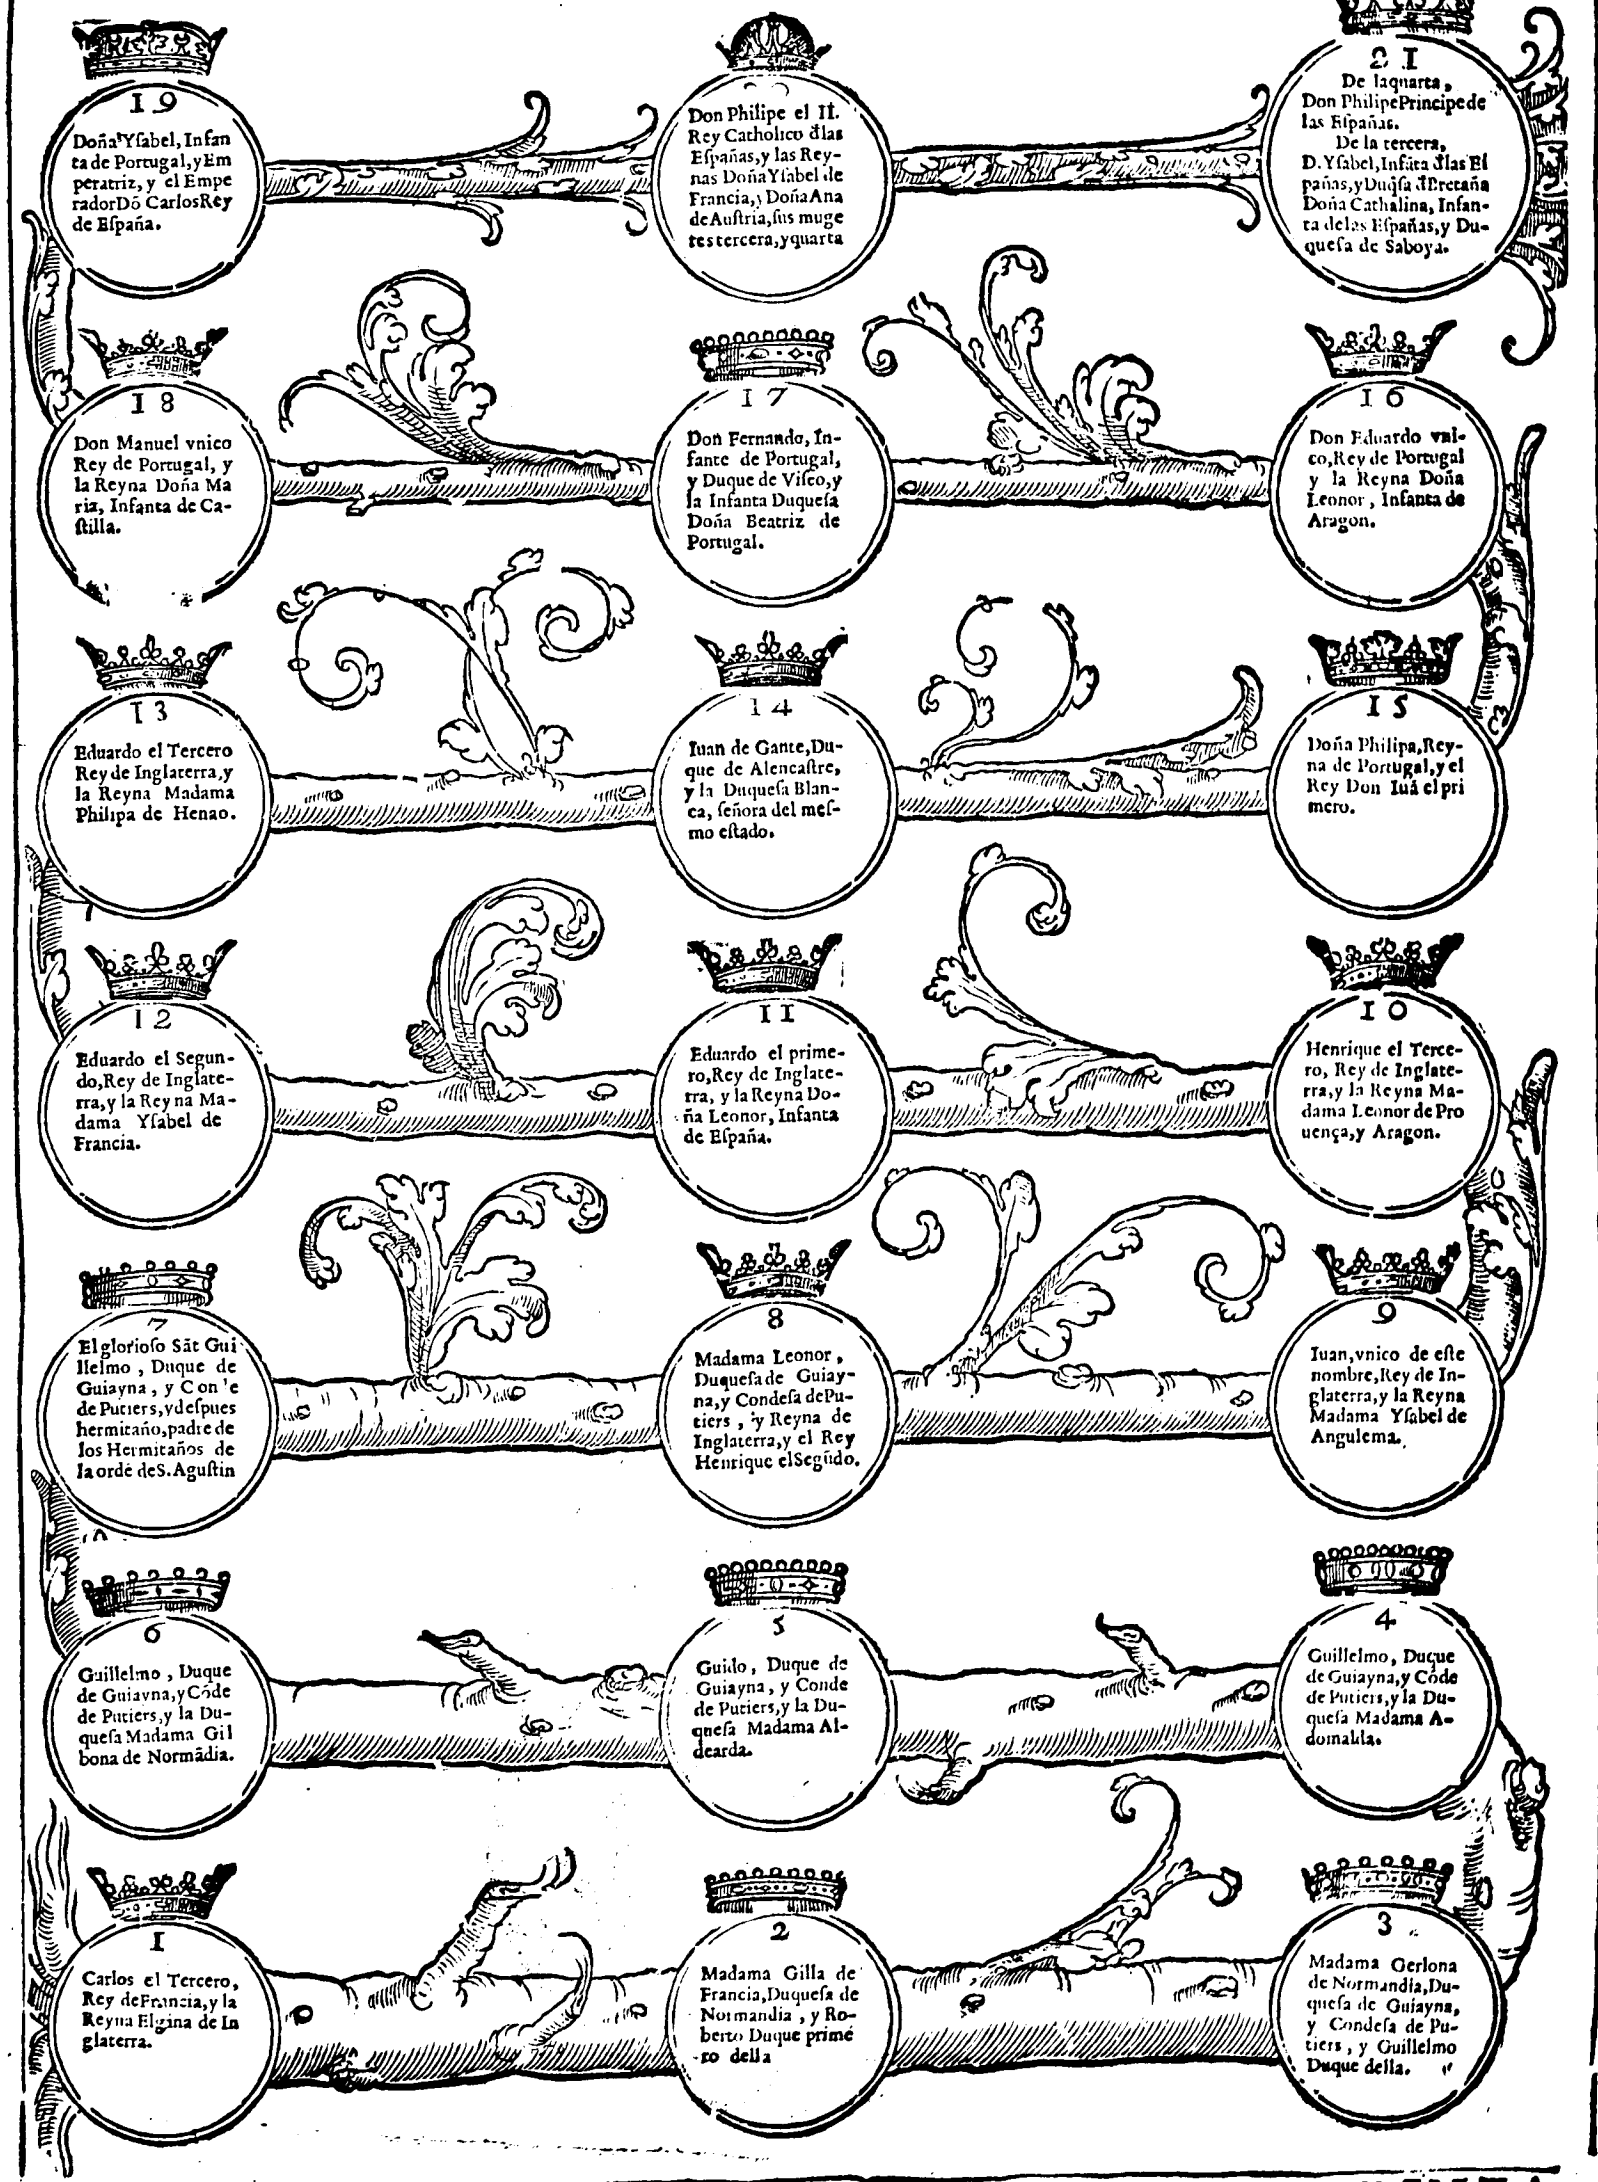 19
Doña Ysabel, Infan
ta de Portugal, y Em
peratriz, y el Empe
rador Dō Carlos Rey
de España.
Don Philipe el II.
Rey Catholico đlas
Españas, y las Rey-
nas Doña Ysabel de
Francia, y Doña Ana
de Austria, sus muge
res tercera, y quarta
21
De la quarta,
Don Philipe Principe de
las Españas.
De la tercera,
D. Ysabel, Infāta đlas Es
pañas, y Duq̃sa đ Bretaña
Doña Cathalina, Infan-
ta de las Españas, y Du-
quesa de Saboya.
18
Don Manuel vnico
Rey de Portugal, y
la Reyna Doña Ma
ria, Infanta de Ca-
stilla.
17
Don Fernando, In-
fante de Portugal,
y Duque de Viseo, y
la Infanta Duquesa
Doña Beatriz de
Portugal.
16
Don Eduardo vni-
co, Rey de Portugal
y la Reyna Doña
Leonor, Infanta de
Aragon.
13
Eduardo el Tercero
Rey de Inglaterra, y
la Reyna Madama
Philipa de Henao.
14
Iuan de Gante, Du-
que de Alencastre,
y la Duquesa Blan-
ca, señora del mes-
mo estado.
15
Doña Philipa, Rey-
na de Portugal, y el
Rey Don Iuā el pri
mero.
12
Eduardo el Segun-
do, Rey de Inglate-
rra, y la Reyna Ma-
dama Ysabel de
Francia.
11
Eduardo el prime-
ro, Rey de Inglate-
rra, y la Reyna Do-
ña Leonor, Infanta
de España.
10
Henrique el Terce-
ro, Rey de Inglate-
rra, y la Reyna Ma-
dama Leonor de Pro
uença, y Aragon.
7
El glorioso Sāt Gui
llelmo, Duque de
Guiayna, y Conde
de Putiers, y despues
hermitaño, padre de
los Hermitaños de
la ordē de S. Agustin
8
Madama Leonor,
Duquesa de Guiay-
na, y Condesa de Pu-
tiers, y Reyna de
Inglaterra, y el Rey
Henrique el Segūdo.
9
Iuan, vnico de este
nombre, Rey de In-
glaterra, y la Reyna
Madama Ysabel de
Angulema.
6
Guillelmo, Duque
de Guiayna, y Cōde
de Putiers, y la Du-
quesa Madama Gil
bona de Normādia.
5
Guido, Duque de
Guiayna, y Conde
de Putiers, y la Du-
quesa Madama Al-
dearda.
4
Guillelmo, Duque
de Guiayna, y Cōde
de Putiers, y la Du-
quesa Madama A-
domalda.
1
Carlos el Tercero,
Rey de Francia, y la
Reyna Elgina de In
glaterra.
2
Madama Gilla de
Francia, Duquesa de
Normandia, y Ro-
berto Duque prime
ro della
3
Madama Gerlona
de Normandia, Du-
quesa de Guiayna,
y Condesa de Pu-
tiers, y Guillelmo
Duque della.